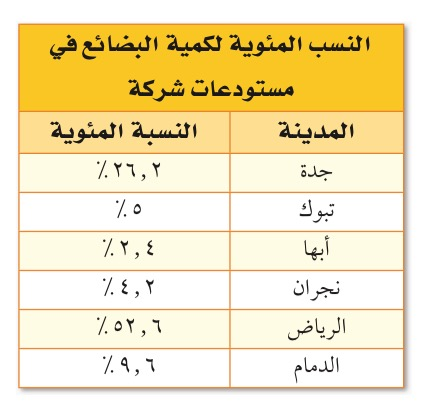 النسب المئوية لكمية البضائع في
مستودعات شركة
المدينة النسبة المئوية
جدة ٢٦,٢٪
تبوك ٥٪
أبها ٢,٤٪
نجران ٤,٢٪
الرياض ٥٢,٦٪
الدمام ٩,٦٪